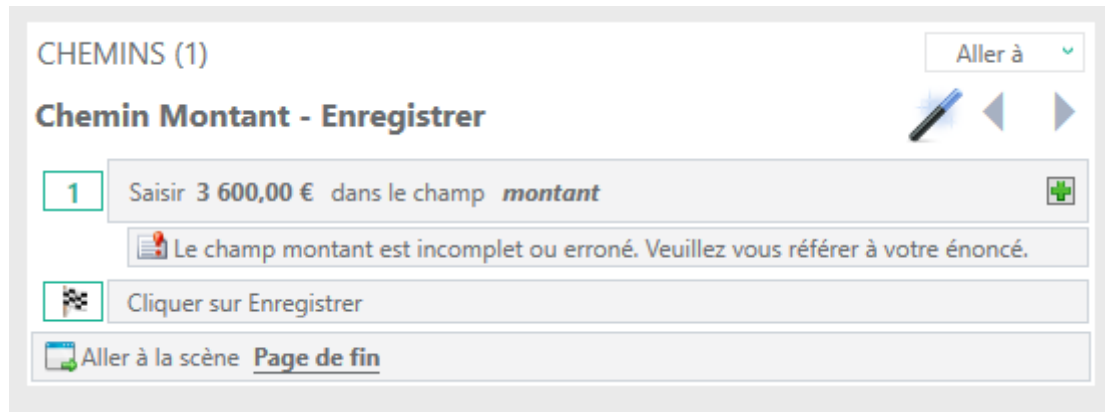 CHEMINS (1)
Aller à
Chemin Montant - Enregistrer
1 Saisir 3 600,00 € dans le champ montant
Le champ montant est incomplet ou erroné. Veuillez vous référer à votre énoncé.
Cliquer sur Enregistrer
Aller à la scène Page de fin